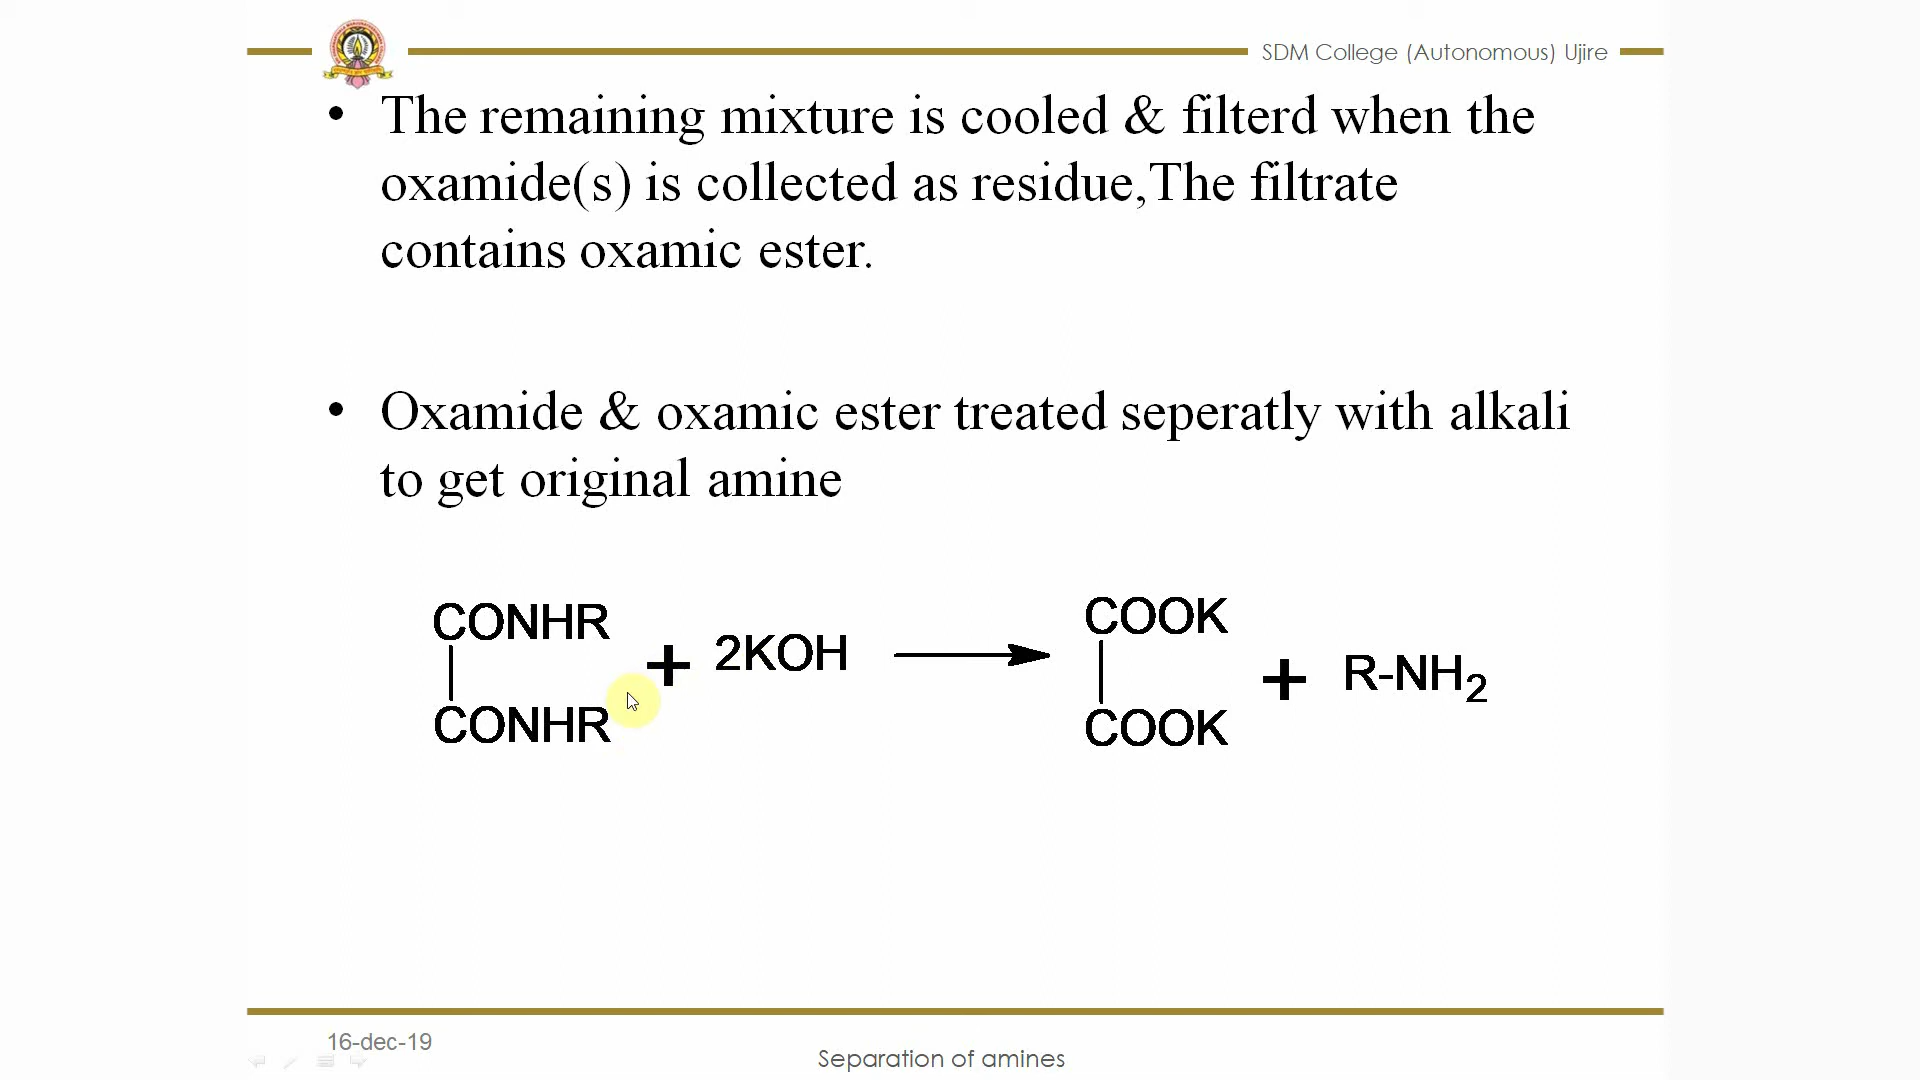 SDM College (Autonomous) Ujire
• The remaining mixture is cooled & filterd when the
oxamide(s) is collected as residue,The filtrate
contains oxamic ester.
• Oxamide & oxamic ester treated seperatly with alkali
to get original amine
CONHR
CONHR
+ 2KOH
COOK
COOK
+ R-NH₂
16-dec-19
Separation of amines